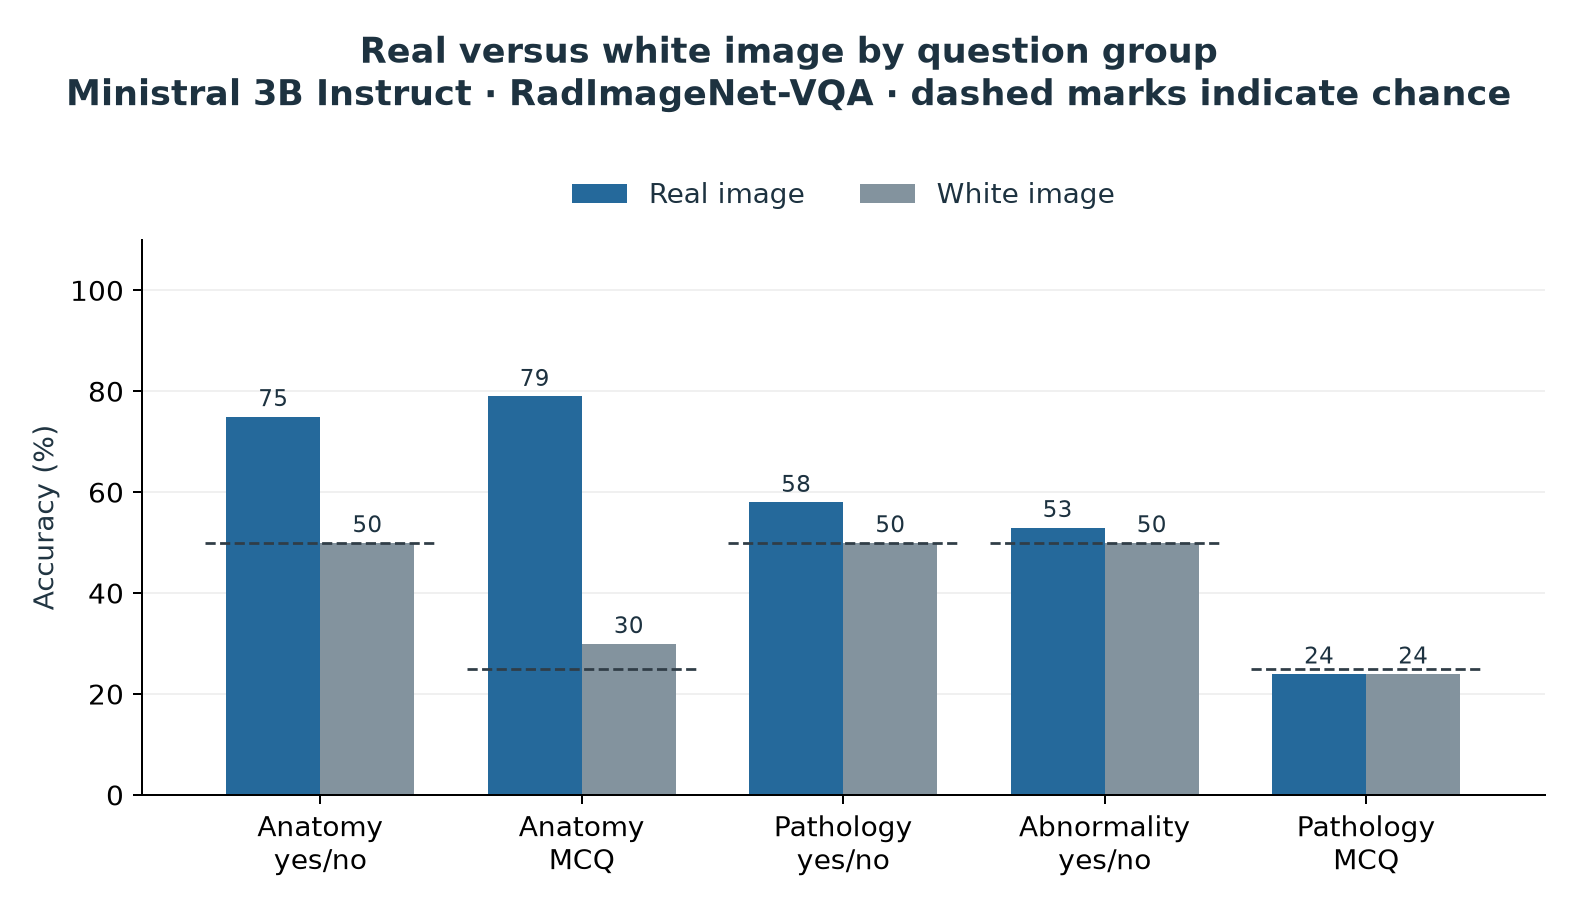 Real versus white image by question group
Ministral 3B Instruct · RadImageNet-VQA · dashed marks indicate chance
Real image
White image
Accuracy (%)
100
80
60
40
20
0
75
50
79
30
58
50
53
50
24
24
Anatomy
yes/no
Anatomy
MCQ
Pathology
yes/no
Abnormality
yes/no
Pathology
MCQ